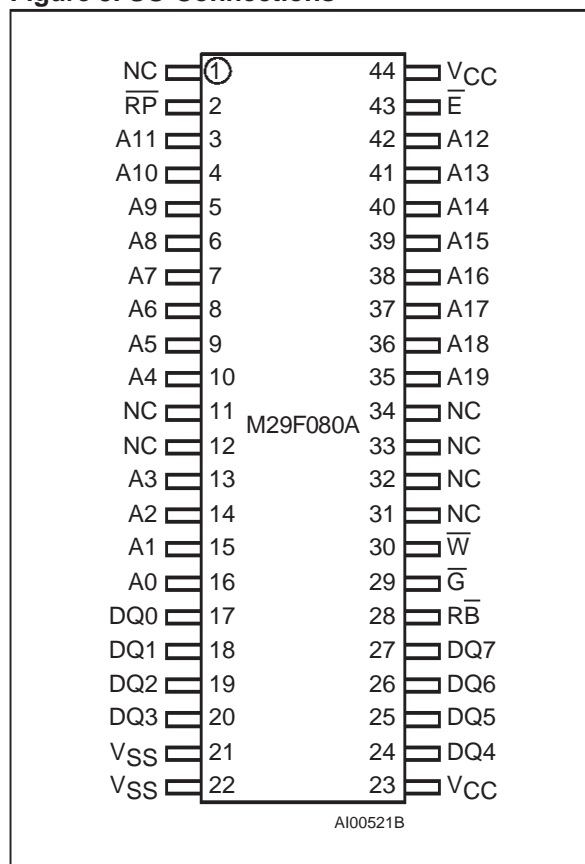 NC 1 44 VCC
RP 2 43 E
A11 3 42 A12
A10 4 41 A13
A9 5 40 A14
A8 6 39 A15
A7 7 38 A16
A6 8 37 A17
A5 9 36 A18
A4 10 35 A19
NC 11 34 NC
M29F080A
NC 12 33 NC
A3 13 32 NC
A2 14 31 NC
A1 15 30 W
A0 16 29 G
DQ0 17 28 RB
DQ1 18 27 DQ7
DQ2 19 26 DQ6
DQ3 20 25 DQ5
VSS 21 24 DQ4
VSS 22 23 VCC
AI00521B